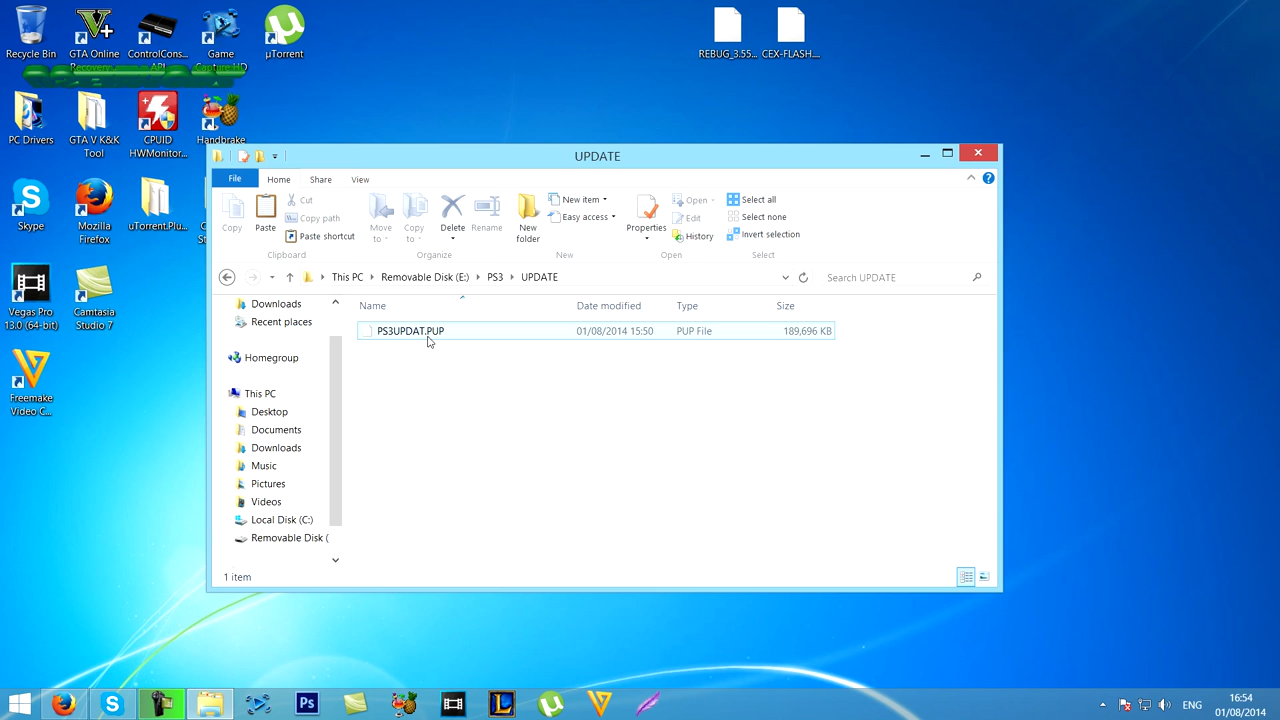 Recycle Bin
GTA Online
Recovery...
ControlCons...
API
Game
Capture HD
µTorrent
REBUG_3.55...
CEX-FLASH....
PC Drivers
GTA V K&K
Tool
CPUID
HWMonitor...
Handbrake
Skype
Mozilla
Firefox
uTorrent.Plu...
Vegas Pro
13.0 (64-bit)
Camtasia
Studio 7
Freemake
Video C...
UPDATE
File
Home
Share
View
Copy
Paste
Cut
Copy path
Paste shortcut
Clipboard
Move
to
Copy
to
Delete
Rename
Organize
New
folder
New item
Easy access
New
Properties
Open
Edit
History
Open
Select all
Select none
Invert selection
Select
This PC
Removable Disk (E:)
PS3
UPDATE
Search UPDATE
Name
Date modified
Type
Size
PS3UPDAT.PUP
01/08/2014 15:50
PUP File
189,696 KB
Downloads
Recent places
Homegroup
This PC
Desktop
Documents
Downloads
Music
Pictures
Videos
Local Disk (C:)
Removable Disk (
1 item
Ps
ENG
16:54
01/08/2014